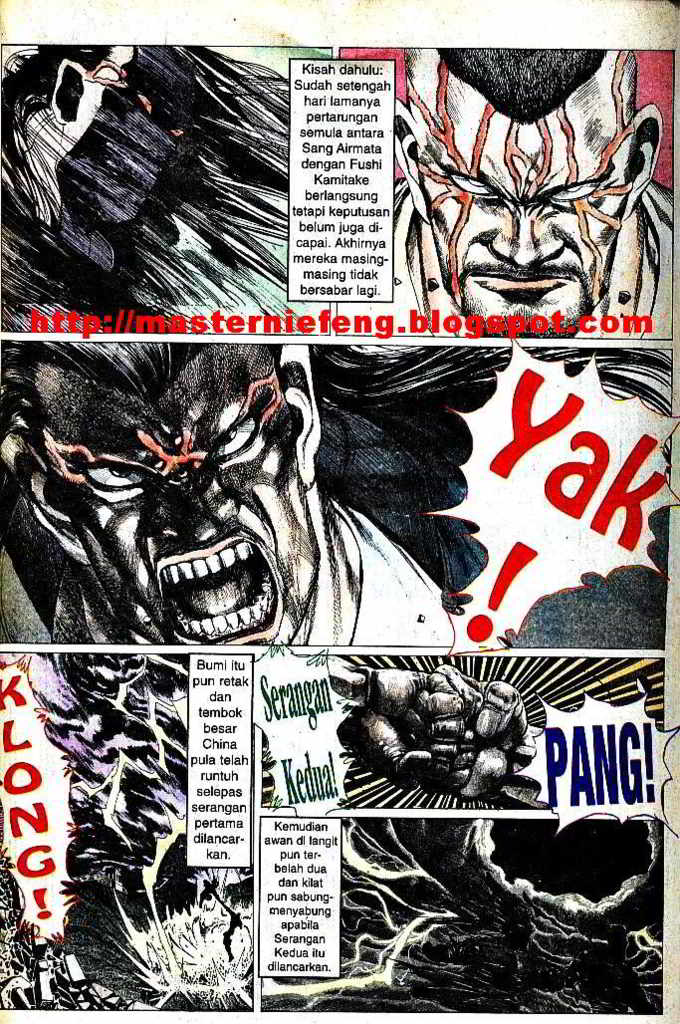 Kisah dahulu:
Sudah setengah
hari lamanya
pertarungan
semula antara
Sang Airmata
dengan Fushi
Kamitake
berlangsung
tetapi keputusan
belum juga di-
capai. Akhirnya
mereka masing-
masing tidak
bersabar lagi.
http://masterniefeng.blogspot.com
Yak
!
KLONG!
Bumi itu
pun retak
dan
tembok
besar
China
pula telah
runtuh
selepas
serangan
pertama
dilancar-
kan.
Serangan
Kedua!
PANG!
Kemudian
awan di langit
pun ter-
belah dua
dan kilat
pun sabung-
menyabung
apabila
Serangan
Kedua itu
dilancarkan.